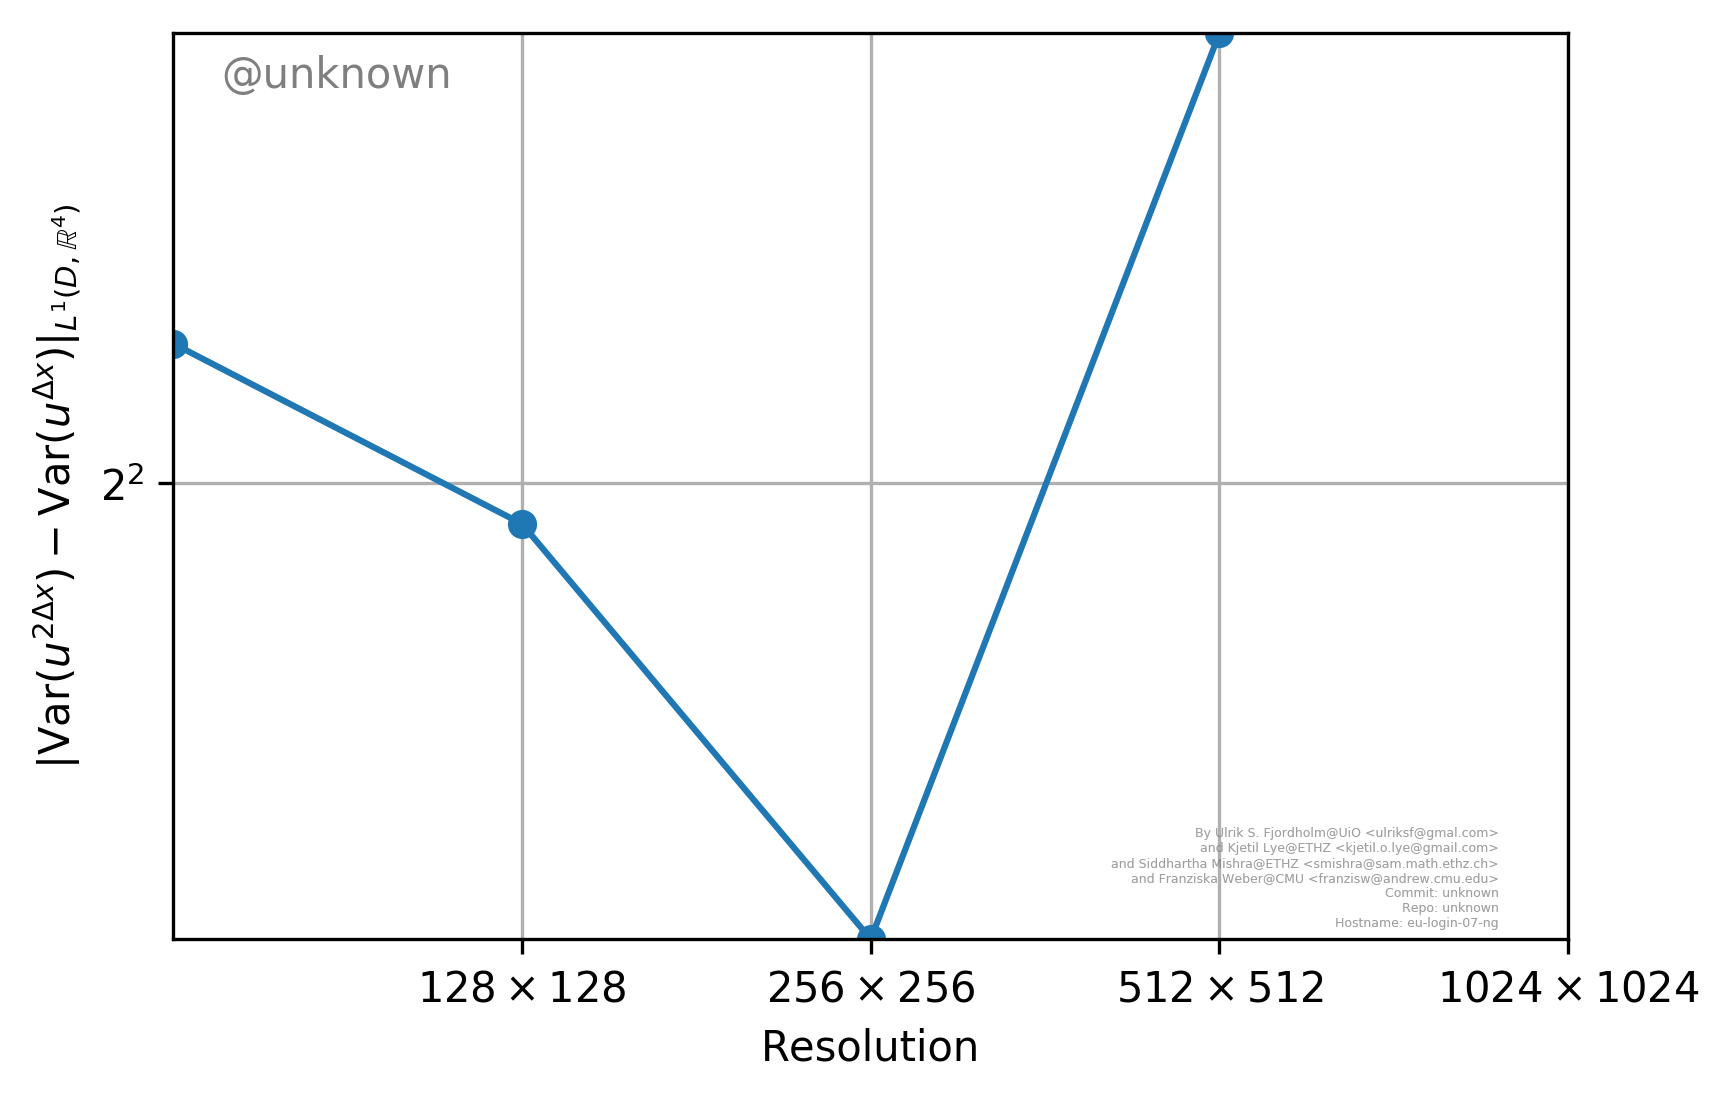 @unknown
|Var(u^{2Δx}) − Var(u^{Δx})|_{L^1(D, ℝ^4)}
2^2
By Ulrik S. Fjordholm@UiO <ulriksf@gmal.com>
and Kjetil Lye@ETHZ <kjetil.o.lye@gmail.com>
and Siddhartha Mishra@ETHZ <smishra@sam.math.ethz.ch>
and Franziska Weber@CMU <franzisw@andrew.cmu.edu>
Commit: unknown
Repo: unknown
Hostname: eu-login-07-ng
128 × 128
256 × 256
512 × 512
1024 × 1024
Resolution